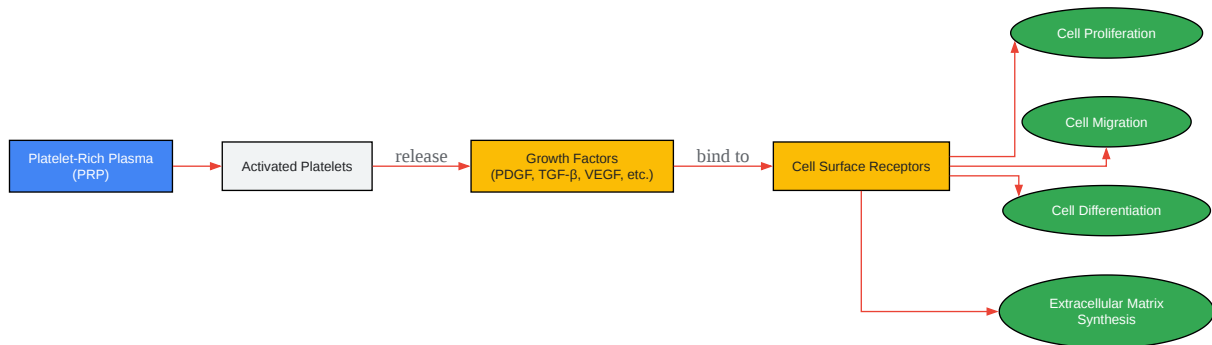 Cell Proliferation
Cell Migration
Platelet-Rich Plasma
(PRP)
Activated Platelets
release
Growth Factors
(PDGF, TGF-β, VEGF, etc.)
bind to
Cell Surface Receptors
Cell Differentiation
Extracellular Matrix
Synthesis